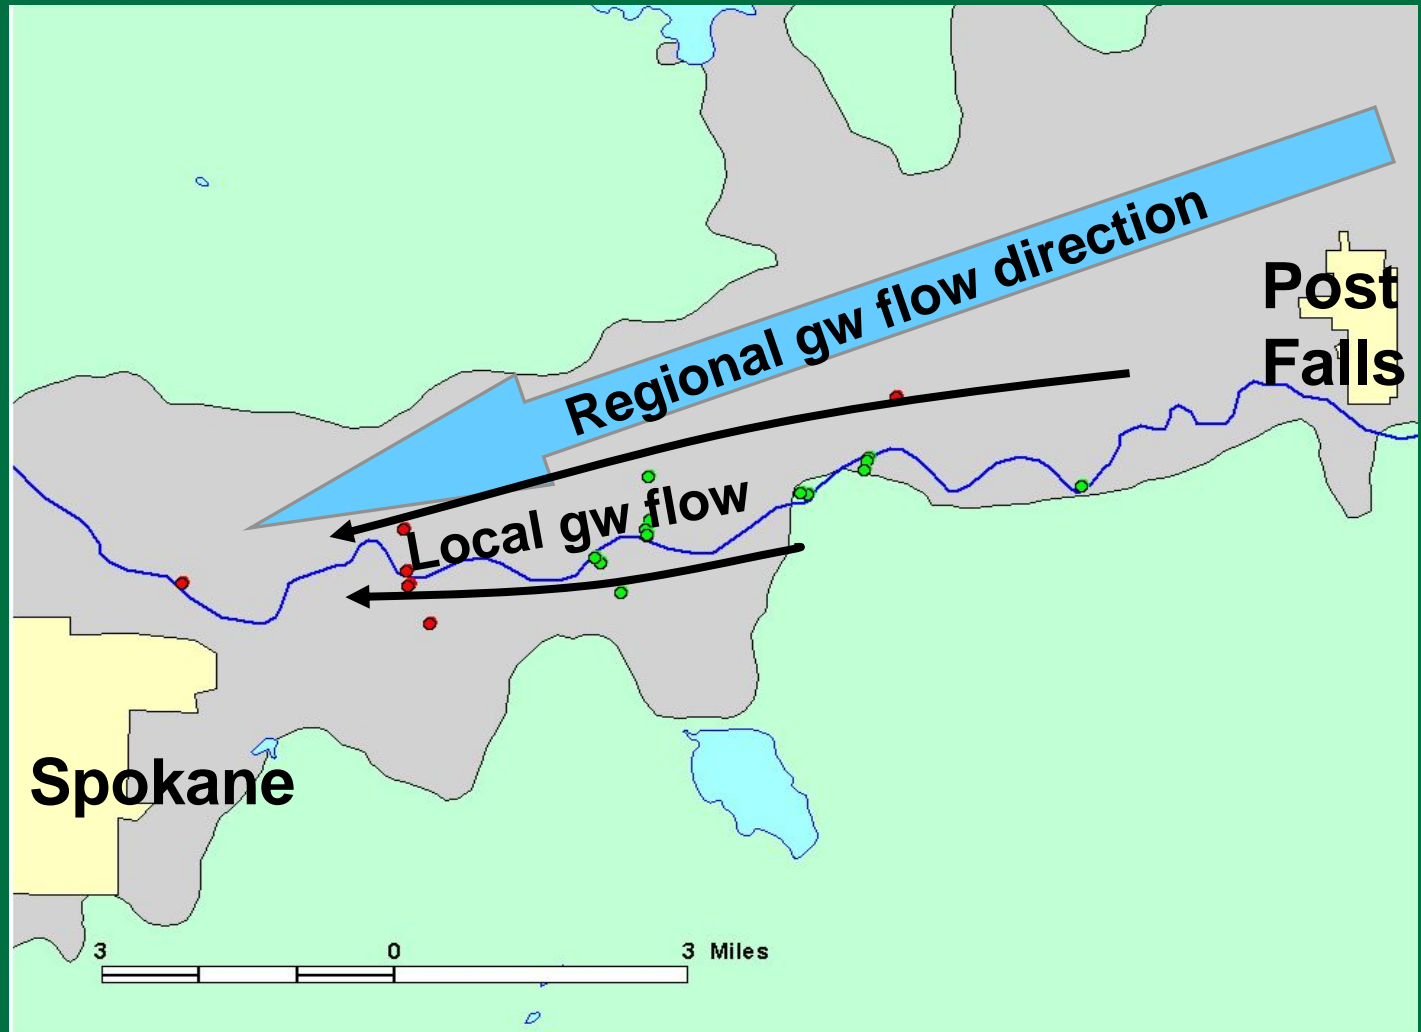 Regional gw flow direction
Post
Falls
Local gw flow
Spokane
3 0 3 Miles